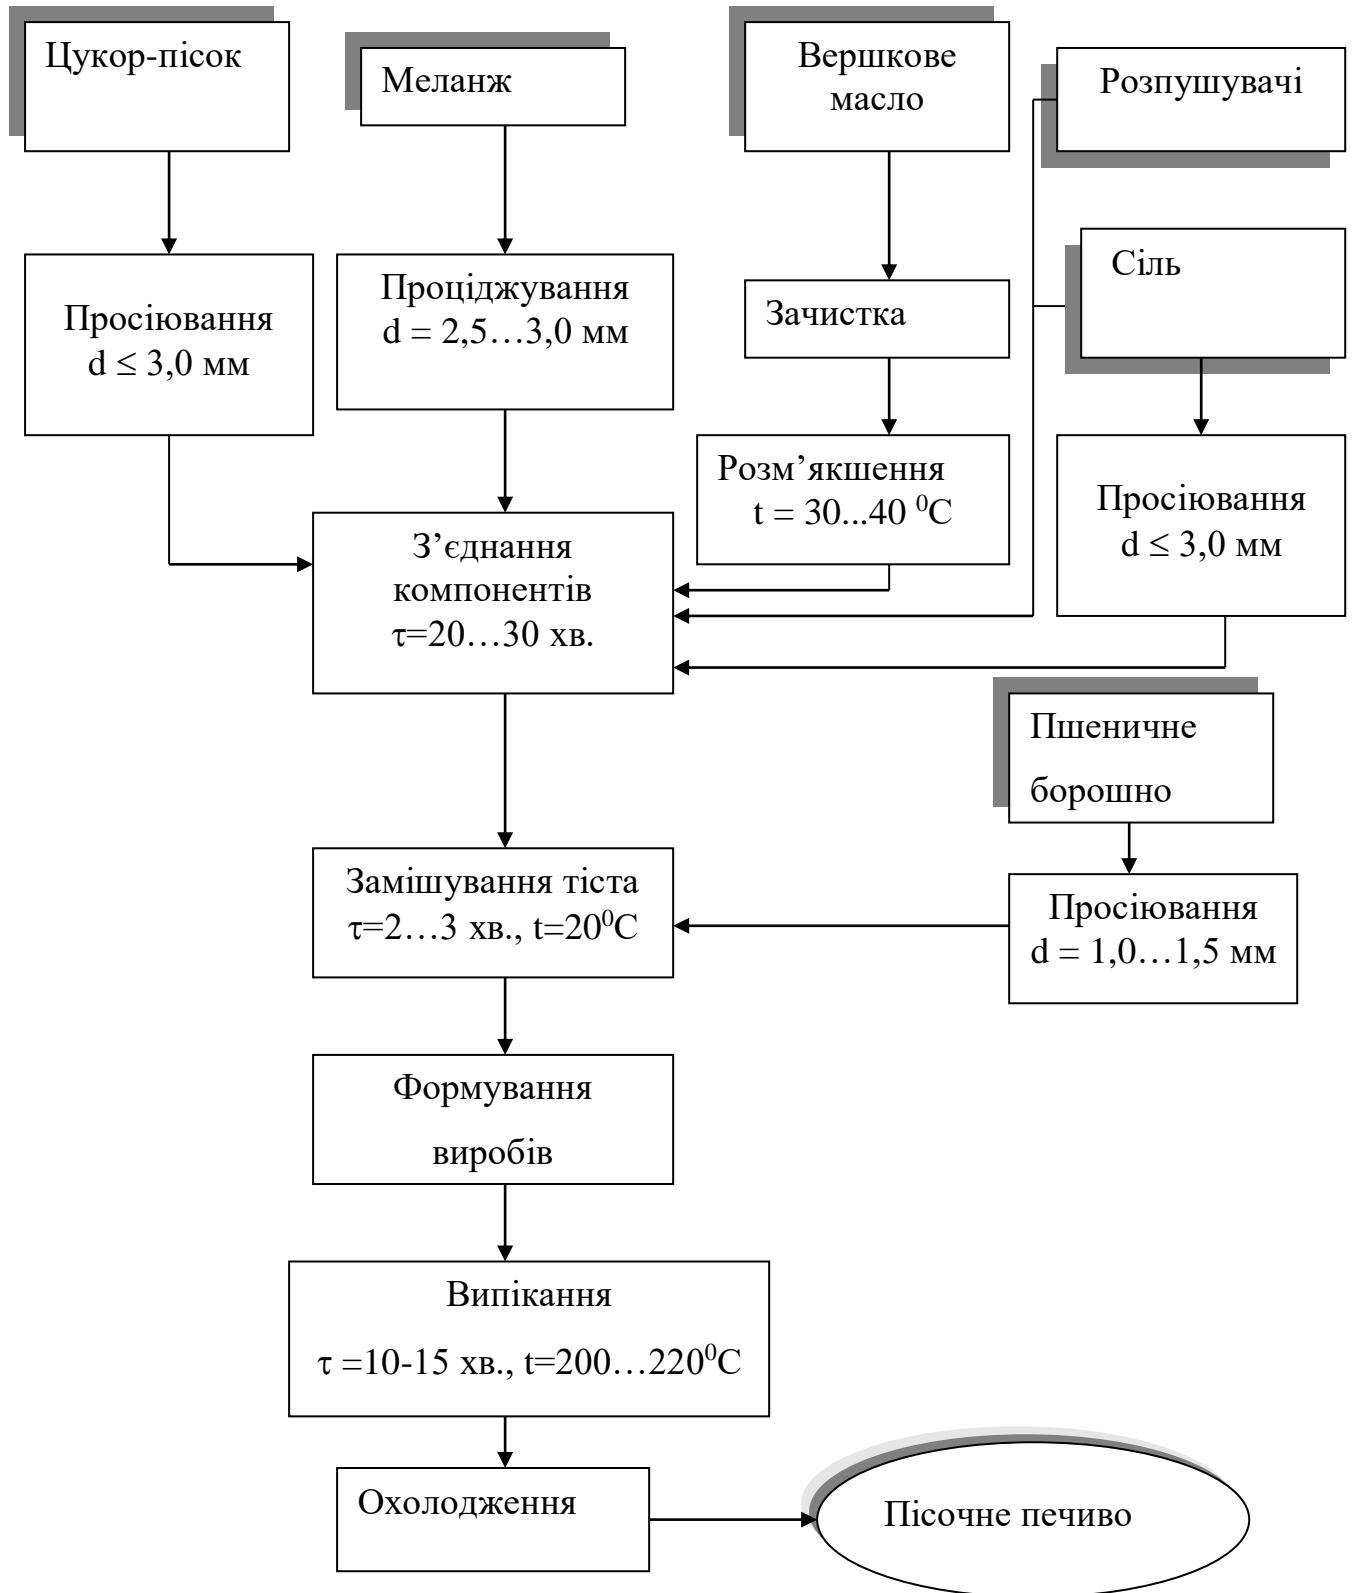 Цукор-пісок
Меланж
Вершкове
масло
Розпушувачі
Сіль
Просіювання
d ≤ 3,0 мм
Проціджування
d = 2,5…3,0 мм
Зачистка
Розм’якшення
t = 30...40 ⁰С
Просіювання
d ≤ 3,0 мм
З’єднання
компонентів
τ=20…30 хв.
Пшеничне
борошно
Замішування тіста
τ=2…3 хв., t=20⁰С
Просіювання
d = 1,0…1,5 мм
Формування
виробів
Випікання
τ =10-15 хв., t=200…220⁰С
Охолодження
Пісочне печиво